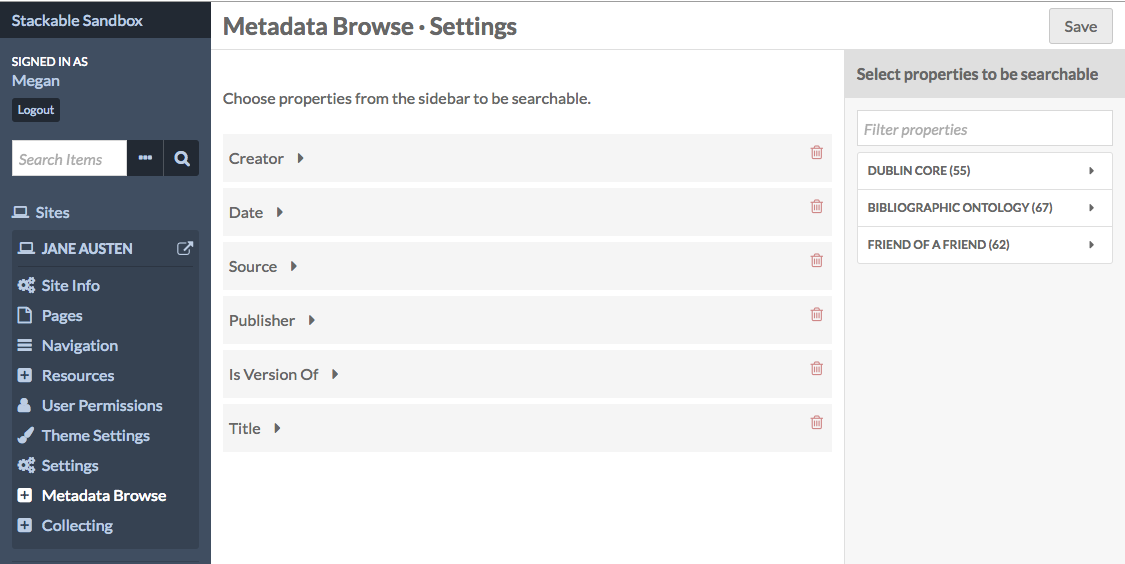 Stackable Sandbox
SIGNED IN AS
Megan
Logout
Search Items
Sites
JANE AUSTEN
Site Info
Pages
Navigation
Resources
User Permissions
Theme Settings
Settings
Metadata Browse
Collecting
Metadata Browse · Settings
Save
Choose properties from the sidebar to be searchable.
Creator
Date
Source
Publisher
Is Version Of
Title
Select properties to be searchable
Filter properties
DUBLIN CORE (55)
BIBLIOGRAPHIC ONTOLOGY (67)
FRIEND OF A FRIEND (62)